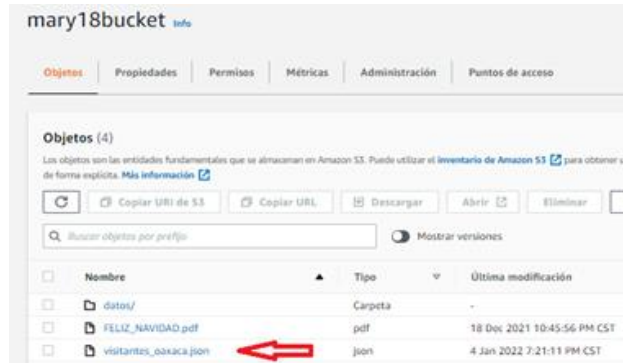 mary18bucket Info
Objetos Propiedades Permisos Métricas Administración Puntos de acceso
Objetos (4)
Los objetos son las entidades fundamentales que se almacenan en Amazon S3. Puede utilizar el inventario de Amazon S3 para obtener u
de forma explícita. Más información
Copiar URI de S3 Copiar URL Descargar Abrir Eliminar
Buscar objetos por prefijo Mostrar versiones
Nombre Tipo Última modificación
datos/ Carpeta -
FELIZ_NAVIDAD.pdf pdf 18 Dec 2021 10:45:56 PM CST
visitantes_oaxaca.json json 4 Jan 2022 7:21:11 PM CST